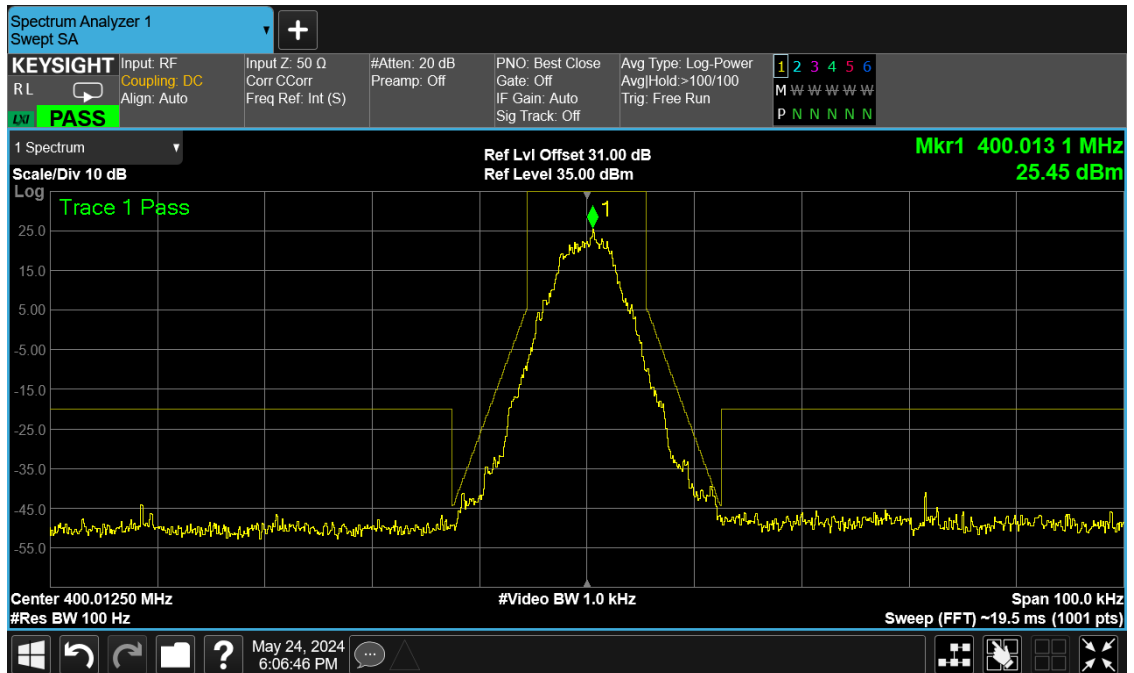 Spectrum Analyzer 1
Swept SA
+
KEYSIGHT
RL
LXI PASS
Input: RF
Coupling: DC
Align: Auto
Input Z: 50 Ω
Corr CCorr
Freq Ref: Int (S)
#Atten: 20 dB
Preamp: Off
PNO: Best Close
Gate: Off
IF Gain: Auto
Sig Track: Off
Avg Type: Log-Power
Avg|Hold:>100/100
Trig: Free Run
1 2 3 4 5 6
M W W W W W
P N N N N N
1 Spectrum
Scale/Div 10 dB
Ref Lvl Offset 31.00 dB
Ref Level 35.00 dBm
Mkr1 400.013 1 MHz
25.45 dBm
Log
Trace 1 Pass
1
25.0
15.0
5.00
-5.00
-15.0
-25.0
-35.0
-45.0
-55.0
Center 400.01250 MHz
#Res BW 100 Hz
#Video BW 1.0 kHz
Span 100.0 kHz
Sweep (FFT) ~19.5 ms (1001 pts)
?
May 24, 2024
6:06:46 PM